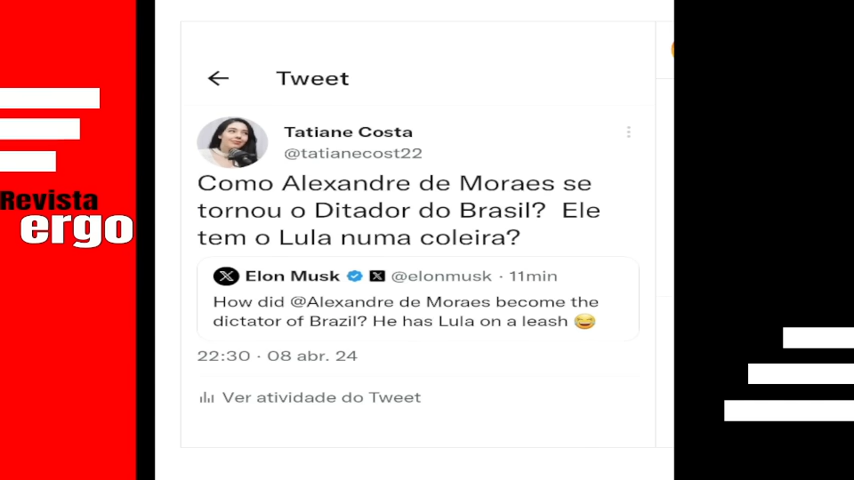 Revista
ergo
Tweet
Tatiane Costa
@tatianecost22
Como Alexandre de Moraes se
tornou o Ditador do Brasil? Ele
tem o Lula numa coleira?
Elon Musk @elonmusk · 11min
How did @Alexandre de Moraes become the
dictator of Brazil? He has Lula on a leash 😂
22:30 · 08 abr. 24
Ver atividade do Tweet